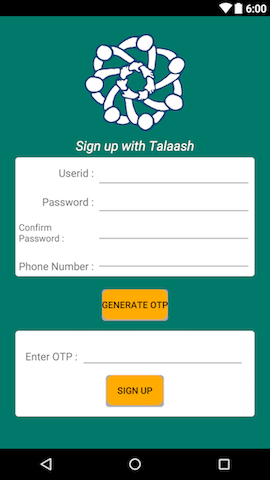 6:00
Sign up with Talaash
Userid :
Password :
Confirm
Password :
Phone Number :
GENERATE OTP
Enter OTP :
SIGN UP